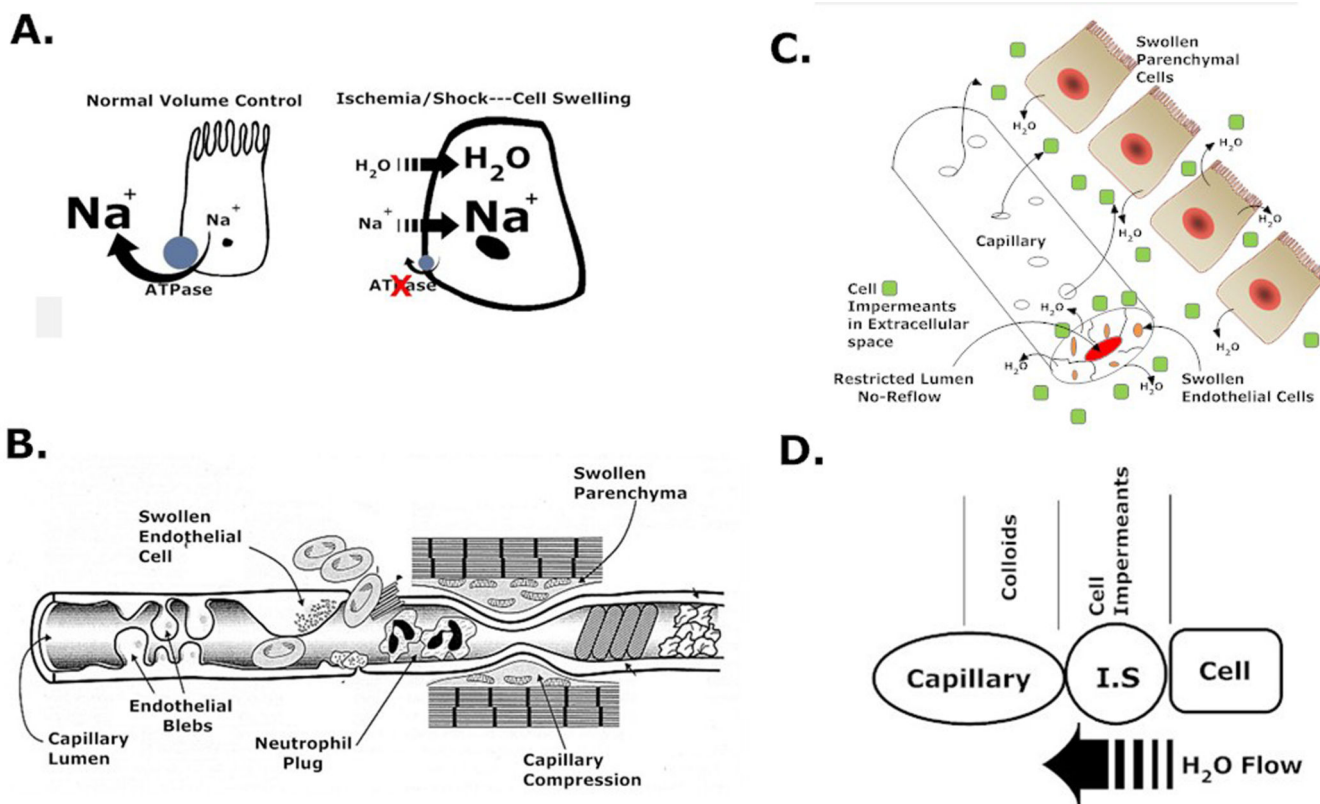 A.
Normal Volume Control
Na+
Na+
ATPase
Ischemia/Shock---Cell Swelling
H2O
H2O
Na+
Na+
ATPase
B.
Swollen
Endothelial
Cell
Swollen
Parenchyma
Endothelial
Blebs
Capillary
Lumen
Neutrophil
Plug
Capillary
Compression
C.
Swollen
Parenchymal
Cells
H2O
H2O
H2O
H2O
H2O
Capillary
Cell
Impermeants
in Extracellular
space
H2O
H2O
H2O
Restricted Lumen
No-Reflow
Swollen
Endothelial Cells
D.
Colloids
Cell
Impermeants
Capillary
I.S
Cell
H2O Flow